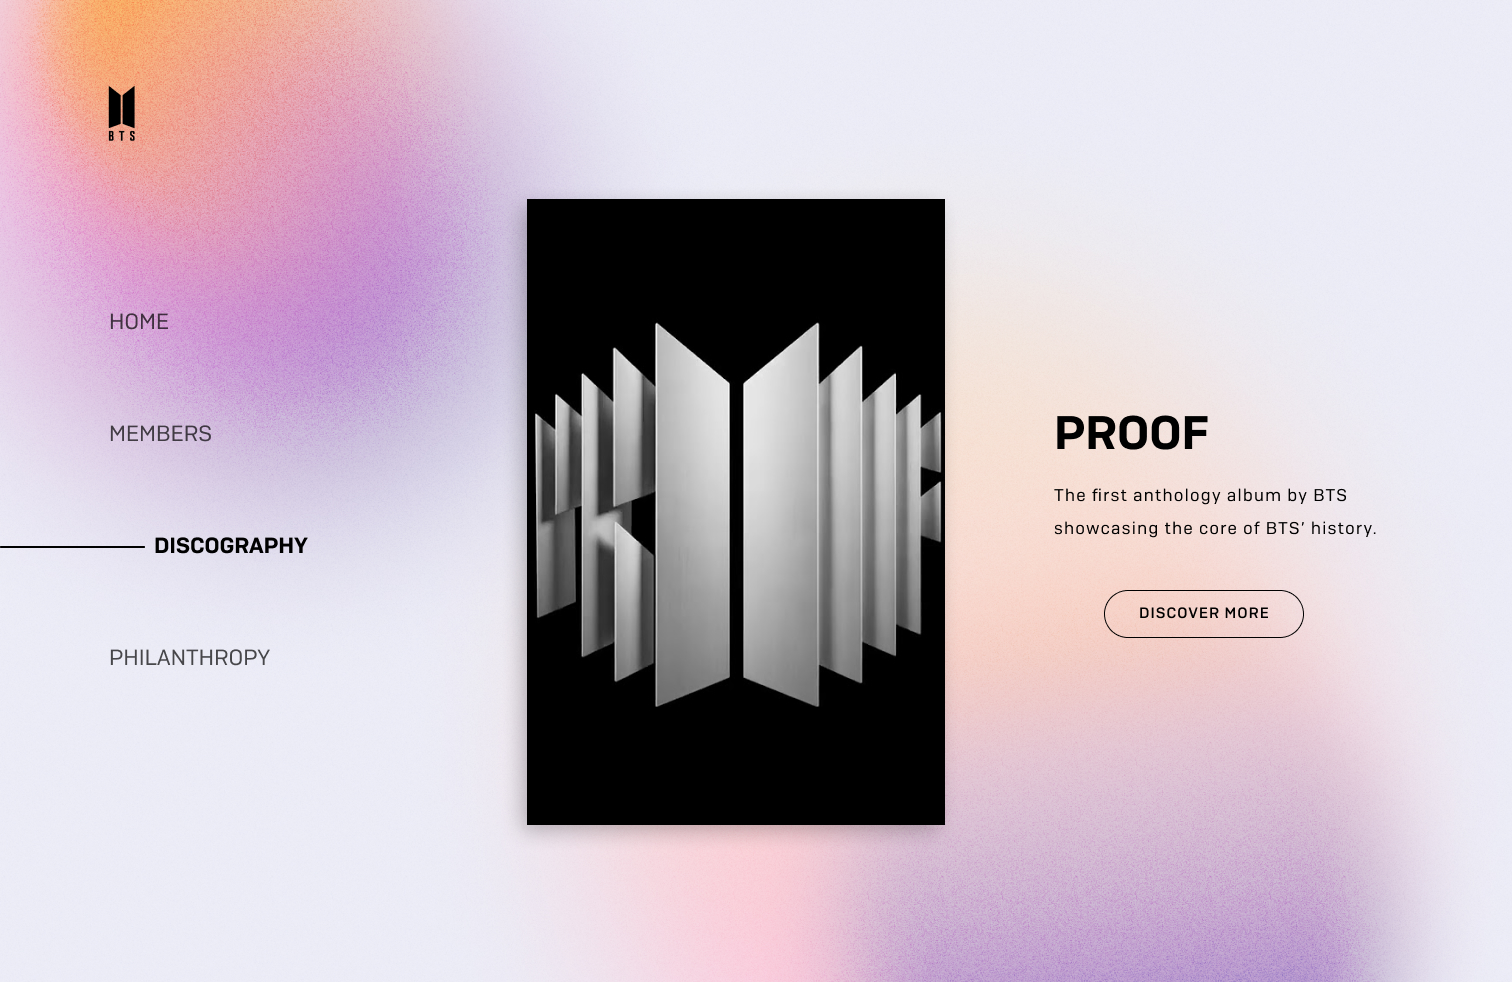 BTS
HOME
MEMBERS
DISCOGRAPHY
PHILANTHROPY
PROOF
The first anthology album by BTS
showcasing the core of BTS’ history.
DISCOVER MORE